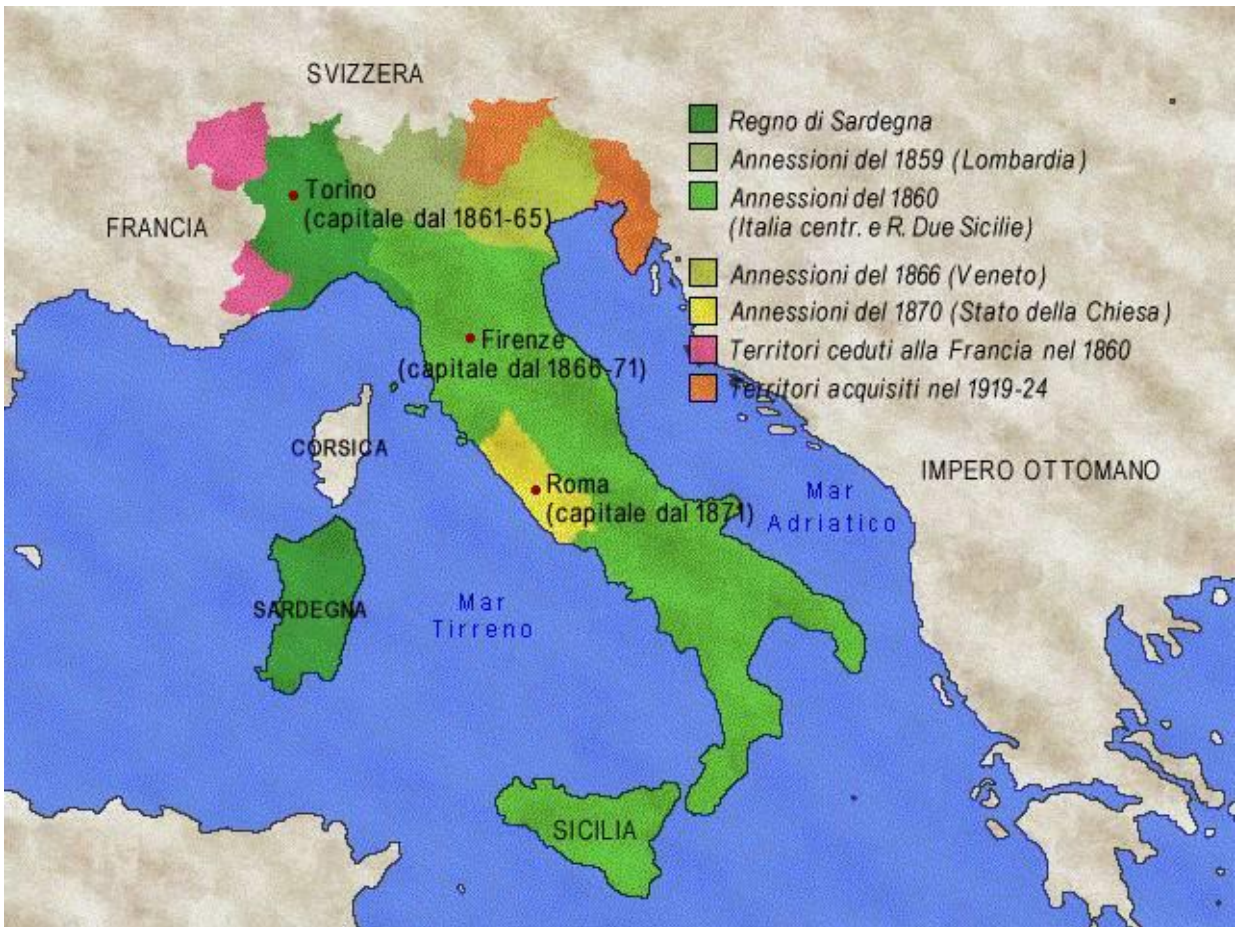 SVIZZERA
Regno di Sardegna
Annessioni del 1859 (Lombardia)
Annessioni del 1860
(Italia centr. e R. Due Sicilie)
Annessioni del 1866 (Veneto)
Annessioni del 1870 (Stato della Chiesa)
Territori ceduti alla Francia nel 1860
Territori acquisiti nel 1919-24
Torino
(capitale dal 1861-65)
FRANCIA
Firenze
(capitale dal 1866-71)
CORSICA
Roma
(capitale dal 1871)
IMPERO OTTOMANO
Mar
Adriatico
SARDEGNA
Mar
Tirreno
SICILIA